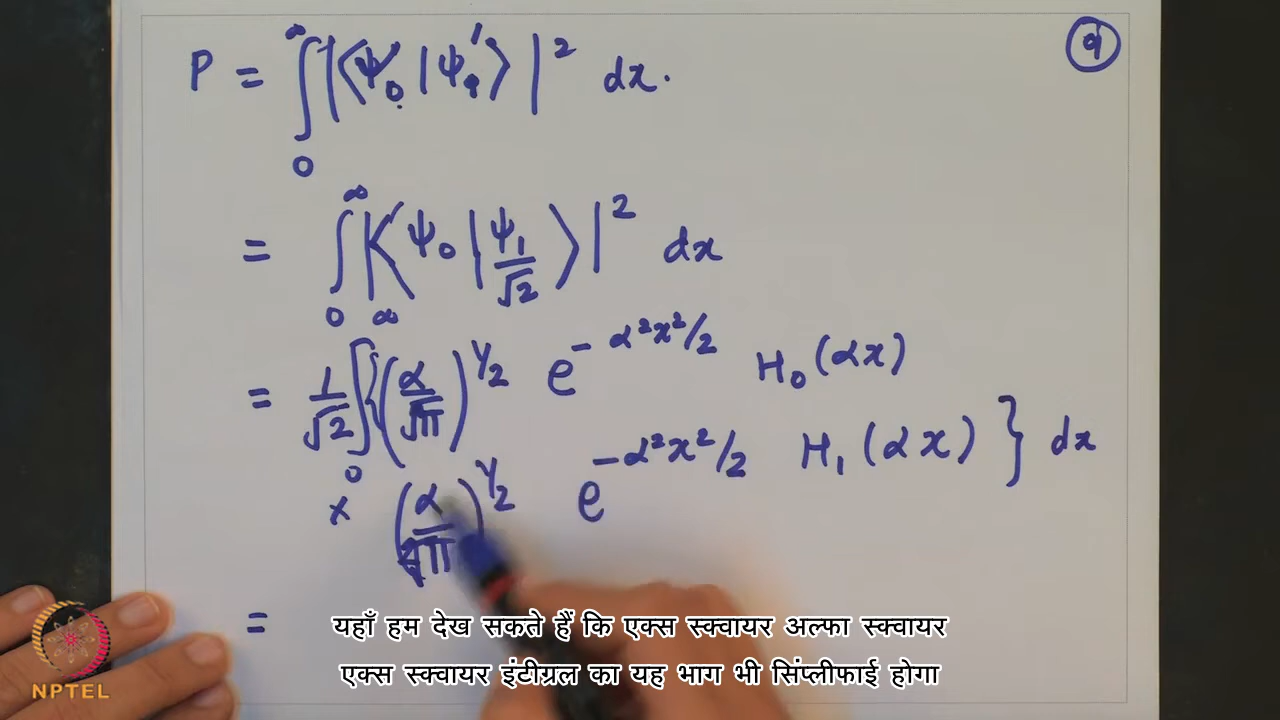 9
P = ∫₀^∞ |⟨ψ₀|ψ₀'⟩|² dx.
= ∫₀^∞ |⟨ψ₀|ψ₁/√2⟩|² dx
∞
= 1/√2 ∫₀ {(α/√π)^1/2 e^-α²x²/2 H₀(αx)
× (α/2√π)^1/2 e^-α²x²/2 H₁(αx)} dx
=
यहाँ हम देख सकते हैं कि एक्स स्क्वायर अल्फा स्क्वायर
एक्स स्क्वायर इंटीग्रल का यह भाग भी सिंप्लीफाई होगा
NPTEL